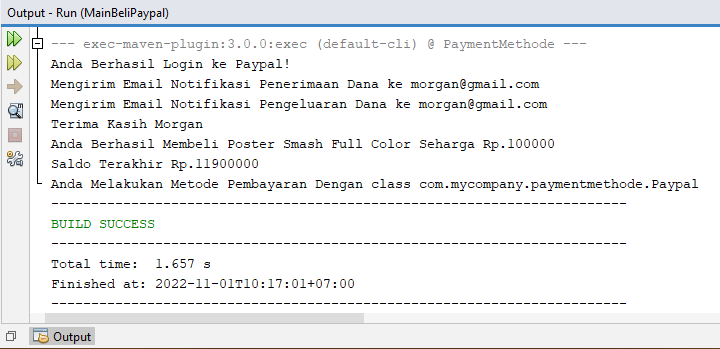 Output - Run (MainBeliPaypal)
--- exec-maven-plugin:3.0.0:exec (default-cli) @ PaymentMethode ---
Anda Berhasil Login ke Paypal!
Mengirim Email Notifikasi Penerimaan Dana ke morgan@gmail.com
Mengirim Email Notifikasi Pengeluaran Dana ke morgan@gmail.com
Terima Kasih Morgan
Anda Berhasil Membeli Poster Smash Full Color Seharga Rp.100000
Saldo Terakhir Rp.11900000
Anda Melakukan Metode Pembayaran Dengan class com.mycompany.paymentmethode.Paypal
------------------------------------------------------------------------
BUILD SUCCESS
------------------------------------------------------------------------
Total time:  1.657 s
Finished at: 2022-11-01T10:17:01+07:00
------------------------------------------------------------------------
Output